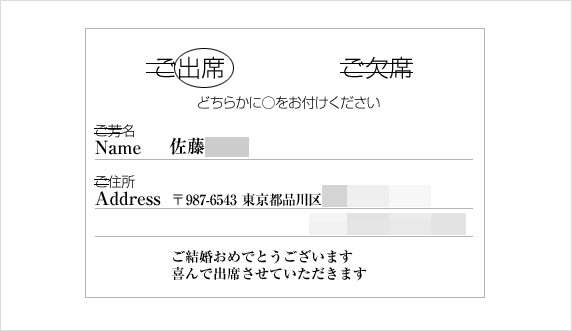 ご出席 ご欠席
どちらかに○をお付けください
ご芳名
Name 佐藤
ご住所
Address 〒987-6543 東京都品川区
ご結婚おめでとうございます
喜んで出席させていただきます